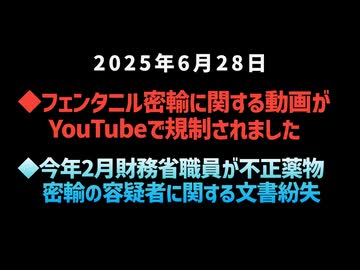 2025年6月28日
◆フェンタニル密輸に関する動画が
YouTubeで規制されました
◆今年2月財務省職員が不正薬物
密輸の容疑者に関する文書紛失